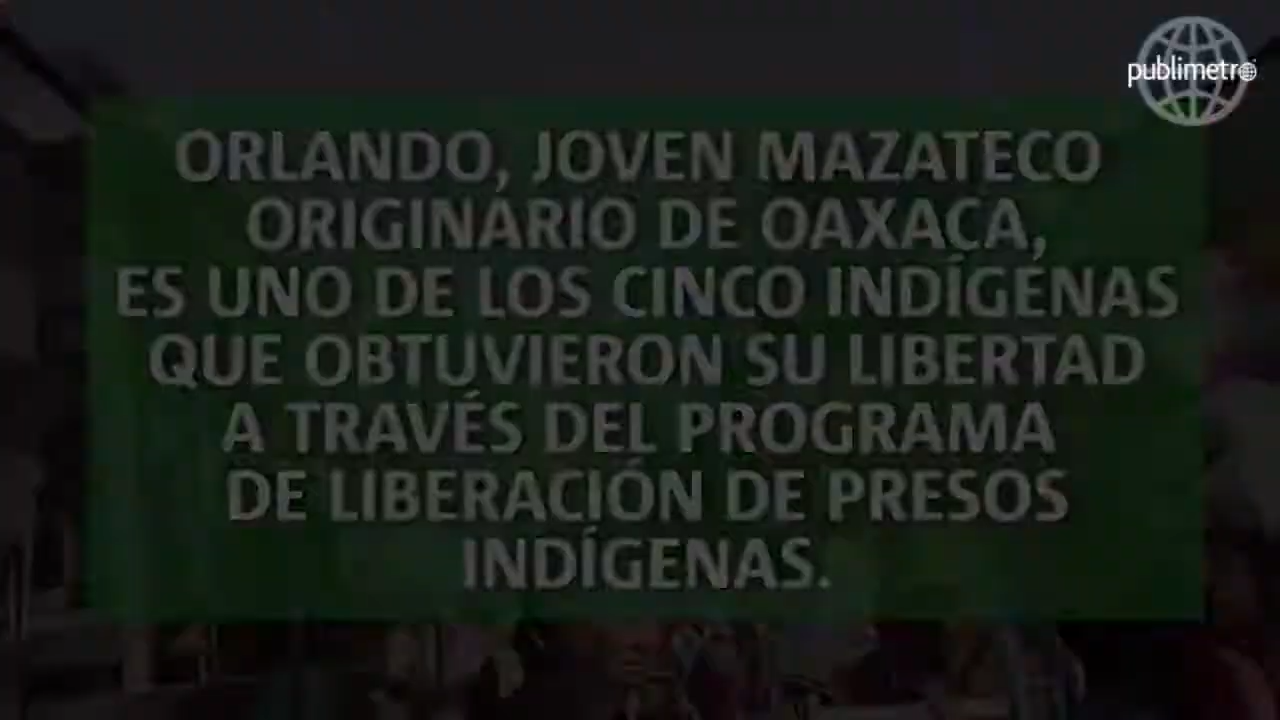 publimetro
ORLANDO, JOVEN MAZATECO
ORIGINARIO DE OAXACA,
ES UNO DE LOS CINCO INDÍGENAS
QUE OBTUVIERON SU LIBERTAD
A TRAVÉS DEL PROGRAMA
DE LIBERACIÓN DE PRESOS
INDÍGENAS.